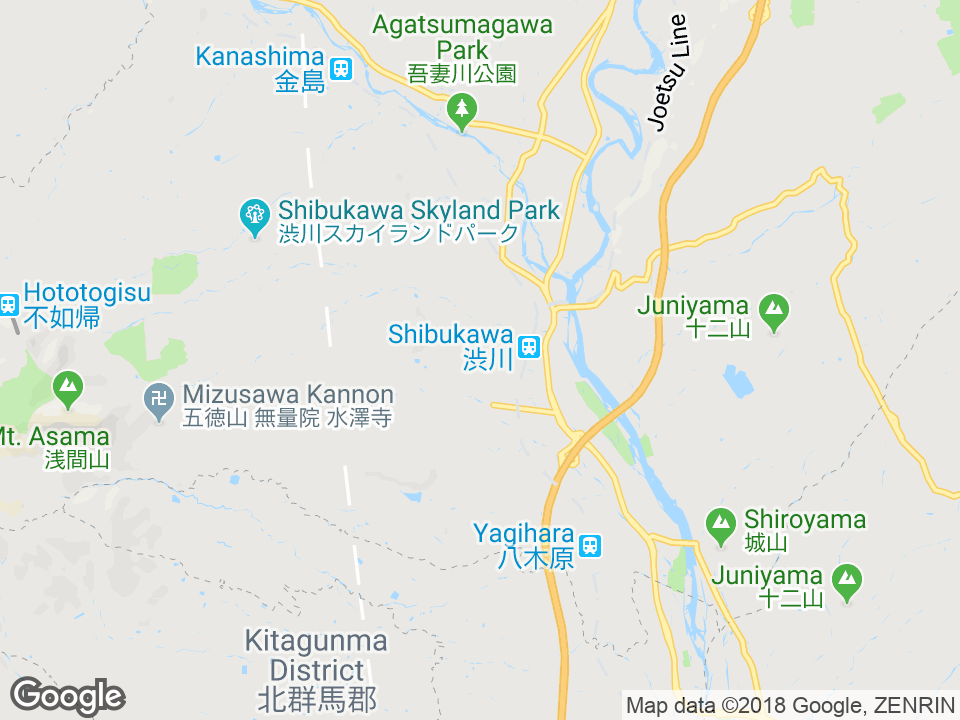 Agatsumagawa
Park
吾妻川公園
Kanashima
金島
Joetsu Line
Shibukawa Skyland Park
渋川スカイランドパーク
Hototogisu
不如帰
Juniyama
十二山
Shibukawa
渋川
Mizusawa Kannon
五徳山 無量院 水澤寺
Mt. Asama
浅間山
Shiroyama
城山
Yagihara
八木原
Juniyama
十二山
Kitagunma
District
北群馬郡
Google
Map data ©2018 Google, ZENRIN